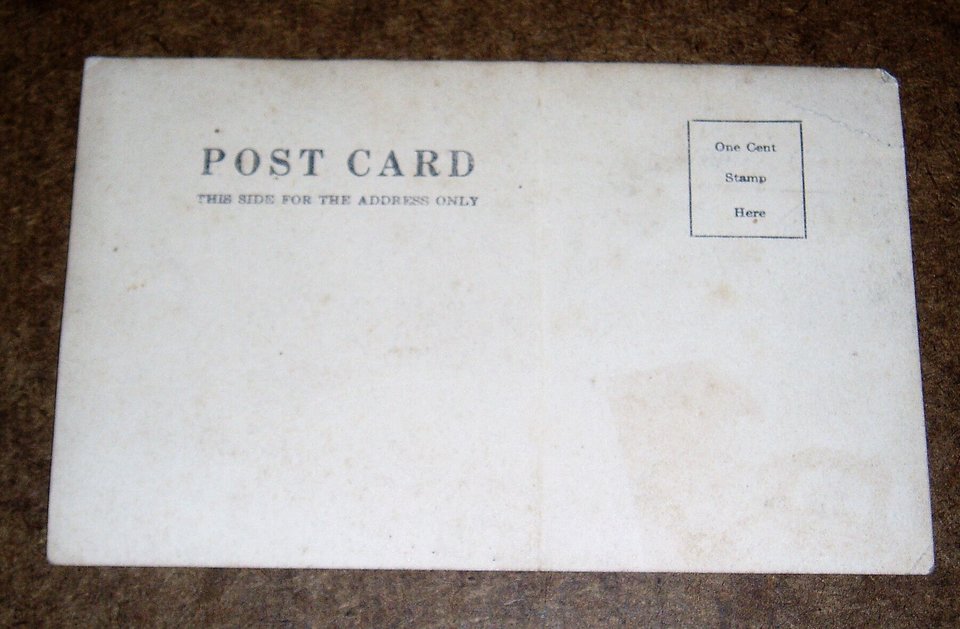 POST CARD
THIS SIDE FOR THE ADDRESS ONLY
One Cent
Stamp
Here